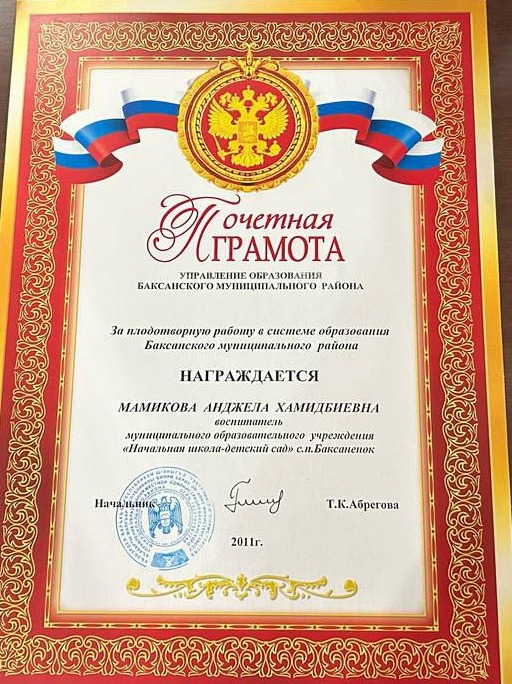 Почетная
ГРАМОТА
УПРАВЛЕНИЕ ОБРАЗОВАНИЯ
БАКСАНСКОГО МУНИЦИПАЛЬНОГО РАЙОНА
За плодотворную работу в системе образования
Баксанского муниципального района
НАГРАЖДАЕТСЯ
МАМИКОВА АНДЖЕЛА ХАМИДБИЕВНА
воспитатель
муниципального образовательного учреждения
«Начальная школа-детский сад» с.п.Баксаненок
Начальник Т.К.Абрегова
2011г.